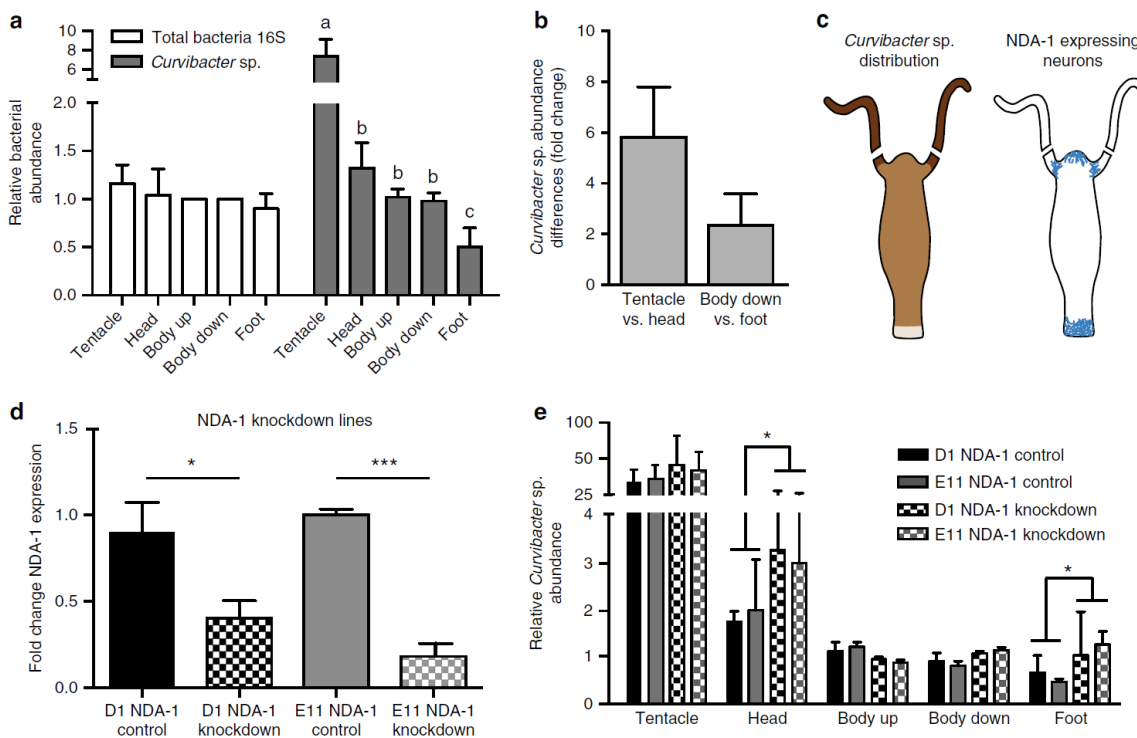 a
Relative bacterial
abundance
10
8
6
4
2.0
1.5
1.0
0.5
0.0
Total bacteria 16S
Curvibacter sp.
a
b
b
b
c
Tentacle
Head
Body up
Body down
Foot
Tentacle
Head
Body up
Body down
Foot
b
Curvibacter sp. abundance
differences (fold change)
10
8
6
4
2
0
Tentacle
vs. head
Body down
vs. foot
c
Curvibacter sp.
distribution
NDA-1 expressing
neurons
d
NDA-1 knockdown lines
Fold change NDA-1 expression
1.5
1.0
0.5
0.0
*
***
D1 NDA-1
control
D1 NDA-1
knockdown
E11 NDA-1
control
E11 NDA-1
knockdown
e
Relative Curvibacter sp.
abundance
100
50
25
4
3
2
1
0
*
*
D1 NDA-1 control
E11 NDA-1 control
D1 NDA-1 knockdown
E11 NDA-1 knockdown
Tentacle
Head
Body up
Body down
Foot